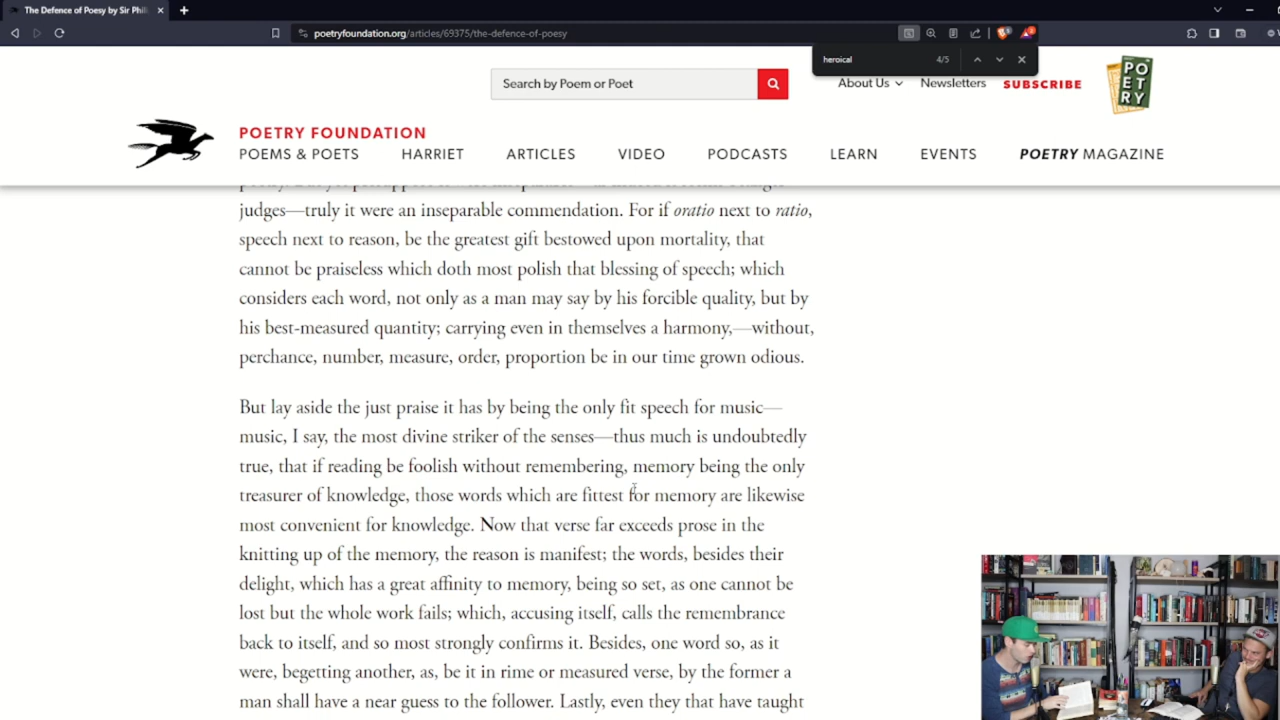 The Defence of Poesy by Sir Phil
poetryfoundation.org/articles/69375/the-defence-of-poesy
heroical 4/5
Search by Poem or Poet
About Us Newsletters SUBSCRIBE
PO
ET
RY
POETRY FOUNDATION
POEMS & POETS HARRIET ARTICLES VIDEO PODCASTS LEARN EVENTS POETRY MAGAZINE
judges—truly it were an inseparable commendation. For if oratio next to ratio,
speech next to reason, be the greatest gift bestowed upon mortality, that
cannot be praiseless which doth most polish that blessing of speech; which
considers each word, not only as a man may say by his forcible quality, but by
his best-measured quantity; carrying even in themselves a harmony,—without,
perchance, number, measure, order, proportion be in our time grown odious.
But lay aside the just praise it has by being the only fit speech for music—
music, I say, the most divine striker of the senses—thus much is undoubtedly
true, that if reading be foolish without remembering, memory being the only
treasurer of knowledge, those words which are fittest for memory are likewise
most convenient for knowledge. Now that verse far exceeds prose in the
knitting up of the memory, the reason is manifest; the words, besides their
delight, which has a great affinity to memory, being so set, as one cannot be
lost but the whole work fails; which, accusing itself, calls the remembrance
back to itself, and so most strongly confirms it. Besides, one word so, as it
were, begetting another, as, be it in rime or measured verse, by the former a
man shall have a near guess to the follower. Lastly, even they that have taught